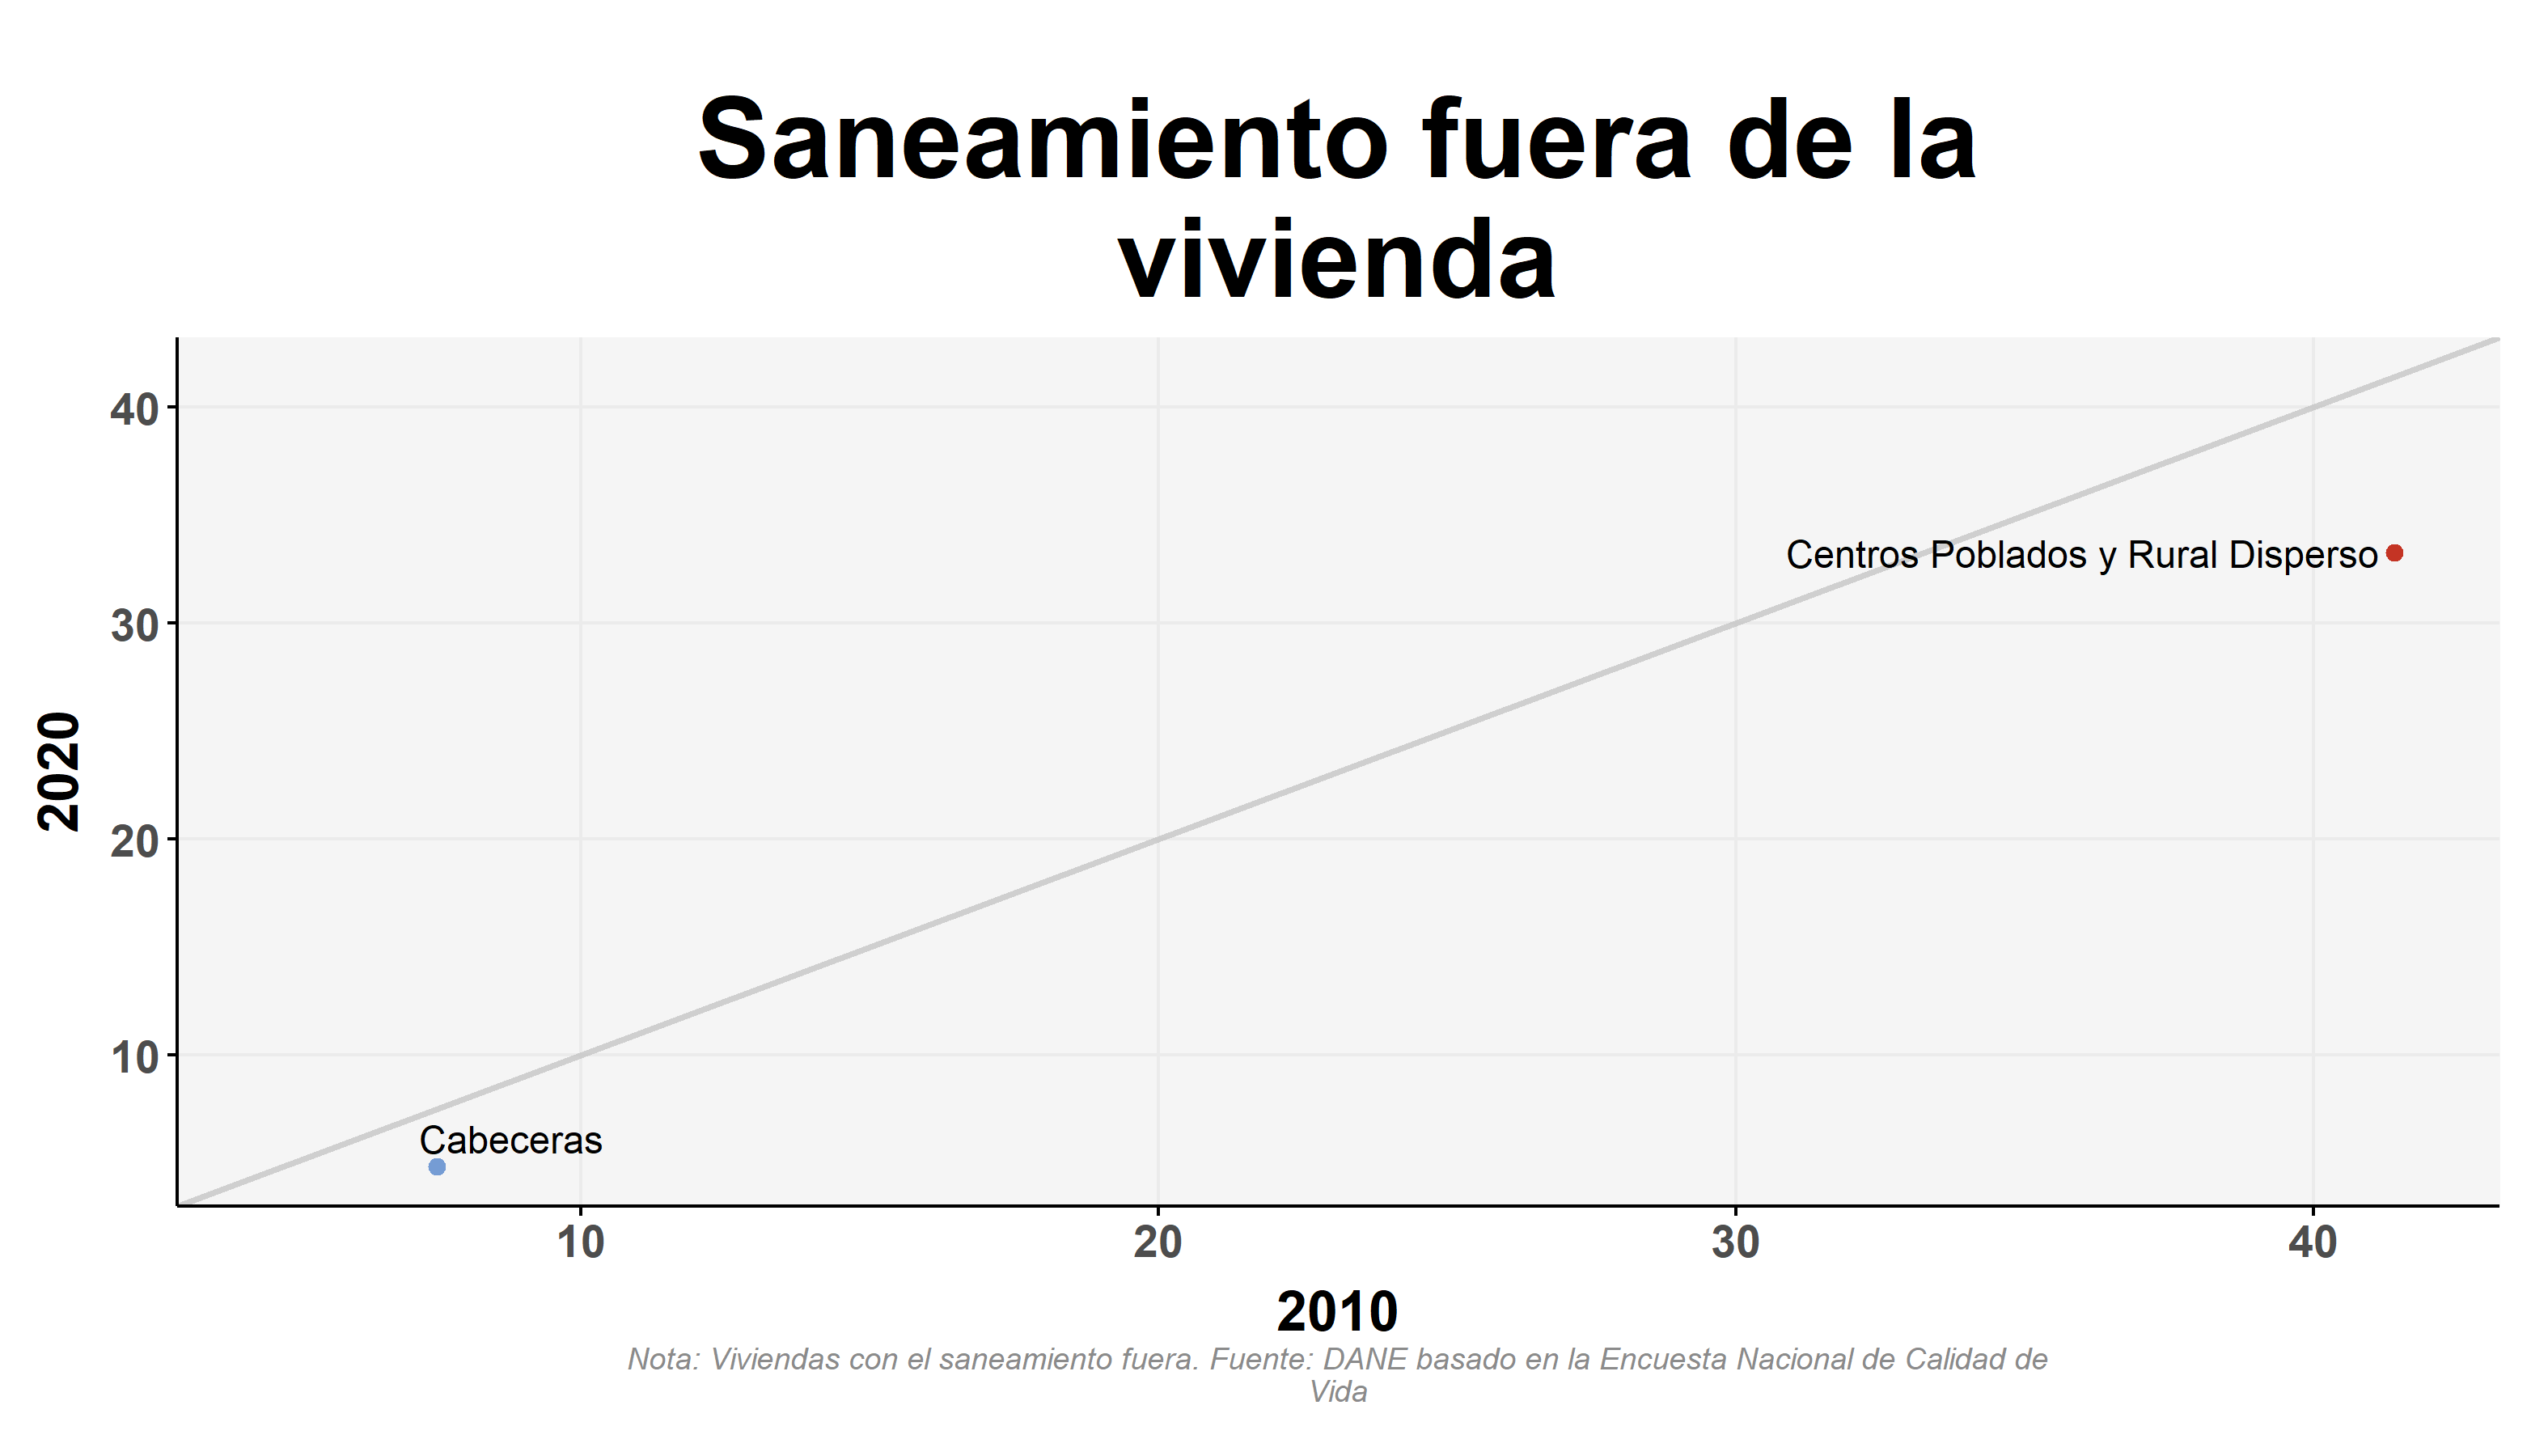 Saneamiento fuera de la
vivienda
40
30
20
10
2020
Centros Poblados y Rural Disperso
Cabeceras
10 20 30 40
2010
Nota: Viviendas con el saneamiento fuera. Fuente: DANE basado en la Encuesta Nacional de Calidad de
Vida